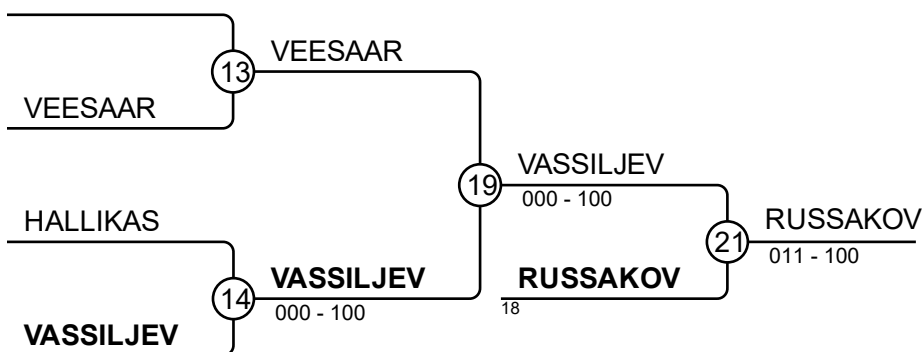 VEESAAR
13
VEESAAR
VASSILJEV
19
000 - 100
HALLIKAS
RUSSAKOV
21
011 - 100
VASSILJEV
14
000 - 100
RUSSAKOV
18
VASSILJEV